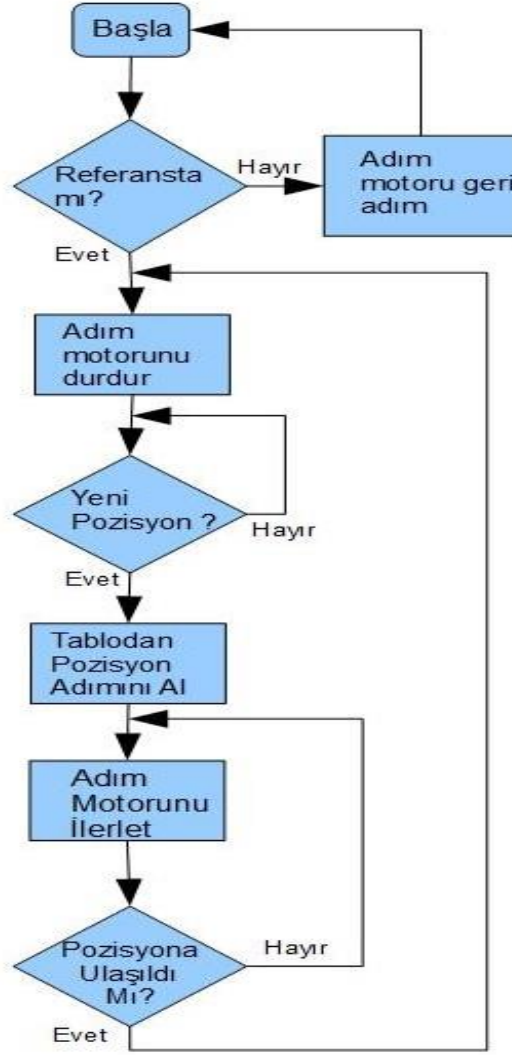 Başla
Referansta
mı?
Hayır
Adım
motoru geri
adım
Evet
Adım
motorunu
durdur
Yeni
Pozisyon ?
Hayır
Evet
Tablodan
Pozisyon
Adımını Al
Adım
Motorunu
İlerlet
Pozisyona
Ulaşıldı
Mı?
Hayır
Evet